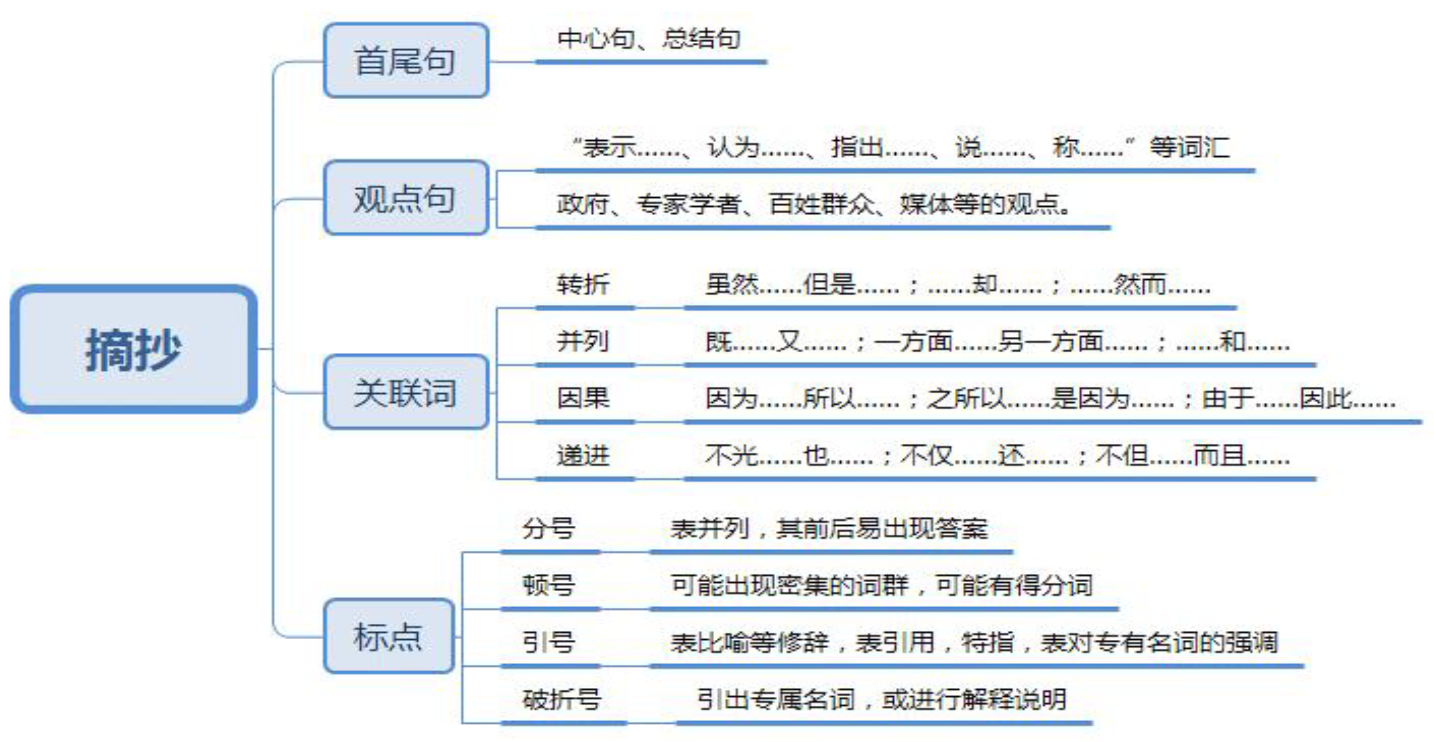 摘抄
首尾句
中心句、总结句
观点句
“表示……、认为……、指出……、说……、称……”等词汇
政府、专家学者、百姓群众、媒体等的观点。
关联词
转折
虽然……但是……；……却……；……然而……
并列
既……又……；一方面……另一方面……；……和……
因果
因为……所以……；之所以……是因为……；由于……因此……
递进
不光……也……；不仅……还……；不但……而且……
标点
分号
表并列，其前后易出现答案
顿号
可能出现密集的词群，可能有得分词
引号
表比喻等修辞，表引用，特指，表对专有名词的强调
破折号
引出专属名词，或进行解释说明